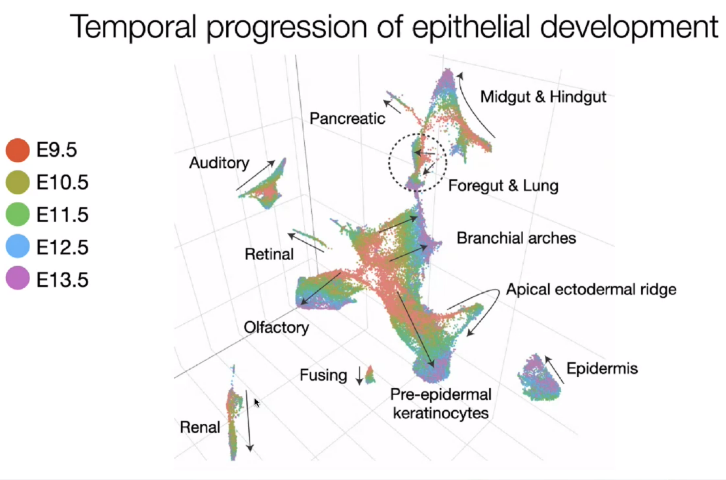 Temporal progression of epithelial development
E9.5
E10.5
E11.5
E12.5
E13.5
Midgut & Hindgut
Pancreatic
Auditory
Foregut & Lung
Branchial arches
Retinal
Apical ectodermal ridge
Olfactory
Fusing
Epidermis
Pre-epidermal
keratinocytes
Renal